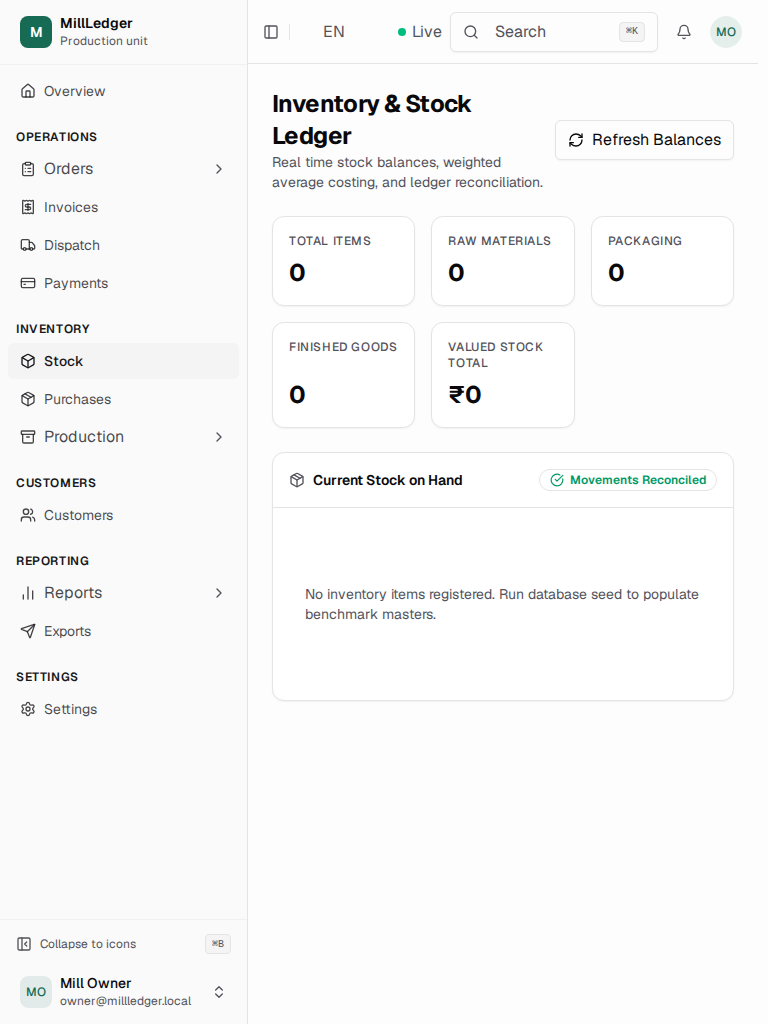 M
MillLedger
Production unit
Overview
OPERATIONS
Orders
Invoices
Dispatch
Payments
INVENTORY
Stock
Purchases
Production
CUSTOMERS
Customers
REPORTING
Reports
Exports
SETTINGS
Settings
Collapse to icons ⌘B
MO
Mill Owner
owner@millledger.local
EN
Live
Search ⌘K
MO
Inventory & Stock
Ledger
Real time stock balances, weighted
average costing, and ledger reconciliation.
Refresh Balances
TOTAL ITEMS
0
RAW MATERIALS
0
PACKAGING
0
FINISHED GOODS
0
VALUED STOCK
TOTAL
₹0
Current Stock on Hand
Movements Reconciled
No inventory items registered. Run database seed to populate
benchmark masters.